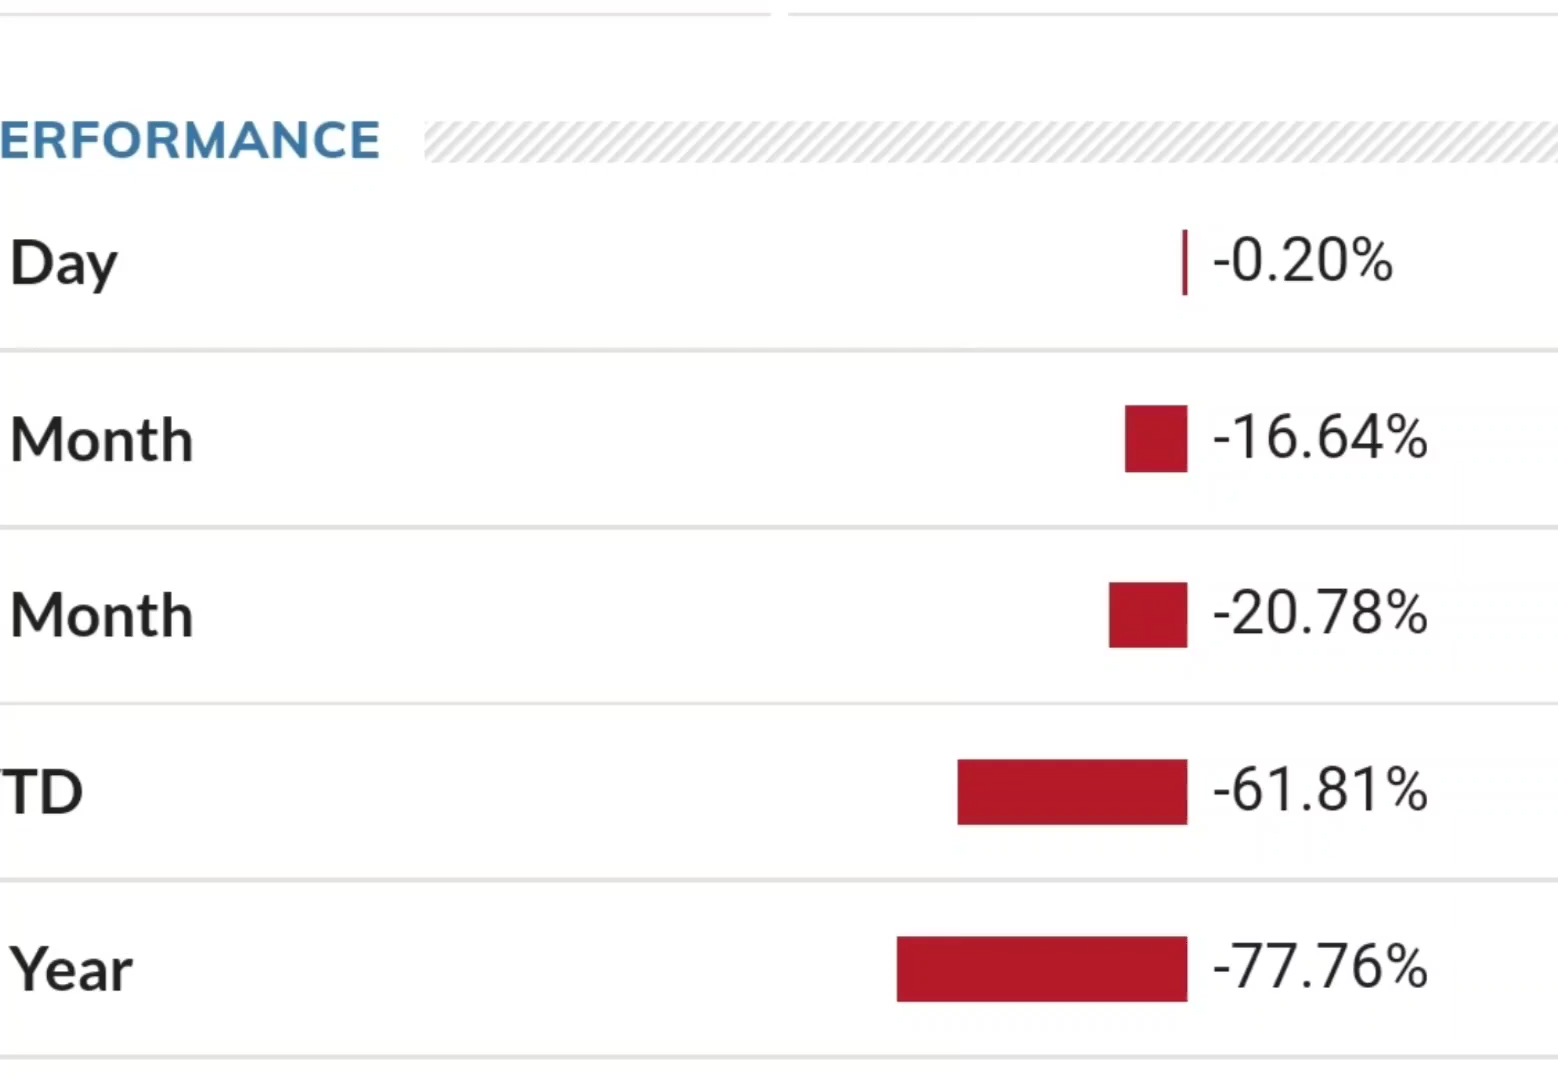 ERFORMANCE
Day -0.20%
Month -16.64%
Month -20.78%
TD -61.81%
Year -77.76%